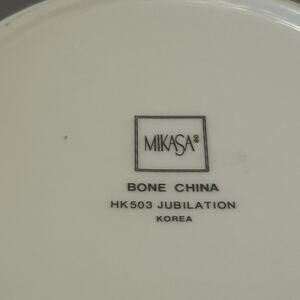 MIKASA®
BONE CHINA
HK503 JUBILATION
KOREA